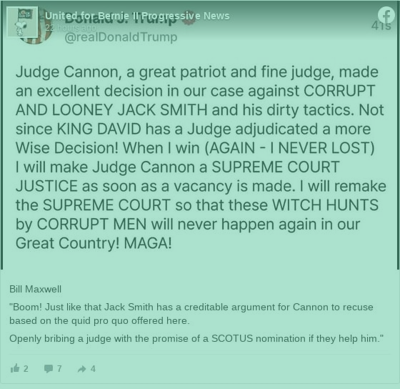 United for Bernie II Progressive News
Donald J. Trump
41s
@realDonaldTrump
Judge Cannon, a great patriot and fine judge, made
an excellent decision in our case against CORRUPT
AND LOONEY JACK SMITH and his dirty tactics. Not
since KING DAVID has a Judge adjudicated a more
Wise Decision! When I win (AGAIN - I NEVER LOST)
I will make Judge Cannon a SUPREME COURT
JUSTICE as soon as a vacancy is made. I will remake
the SUPREME COURT so that these WITCH HUNTS
by CORRUPT MEN will never happen again in our
Great Country! MAGA!
Bill Maxwell
"Boom! Just like that Jack Smith has a creditable argument for Cannon to recuse
based on the quid pro quo offered here.
Openly bribing a judge with the promise of a SCOTUS nomination if they help him."
2 7 4